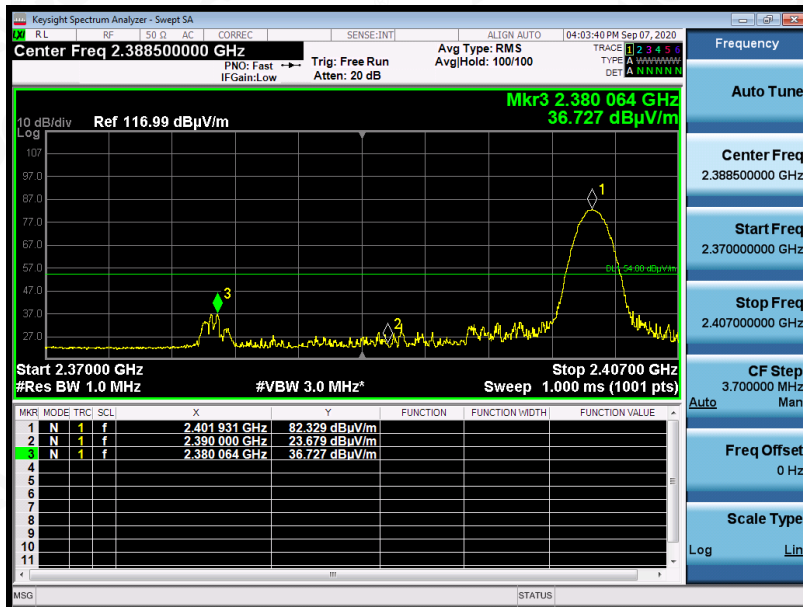 Keysight Spectrum Analyzer - Swept SA
RL RF 50 Ω AC CORREC SENSE:INT ALIGN AUTO 04:03:40 PM Sep 07, 2020
Center Freq 2.388500000 GHz
PNO: Fast
IFGain:Low
Trig: Free Run
Atten: 20 dB
Avg Type: RMS
Avg|Hold: 100/100
TRACE 1 2 3 4 5 6
TYPE A WWWWW
DET A N N N N N
Mkr3 2.380 064 GHz
36.727 dBµV/m
10 dB/div Ref 116.99 dBµV/m
Log
107
97.0
87.0
77.0
67.0
57.0
47.0
37.0
27.0
1
2
3
54.00 dBµV/m
Start 2.37000 GHz Stop 2.40700 GHz
#Res BW 1.0 MHz #VBW 3.0 MHz* Sweep 1.000 ms (1001 pts)
MKR MODE TRC SCL X Y FUNCTION FUNCTION WIDTH FUNCTION VALUE
1 N 1 f 2.401 931 GHz 82.329 dBµV/m
2 N 1 f 2.390 000 GHz 23.679 dBµV/m
3 N 1 f 2.380 064 GHz 36.727 dBµV/m
4
5
6
7
8
9
10
11
MSG STATUS
Frequency
Auto Tune
Center Freq
2.388500000 GHz
Start Freq
2.370000000 GHz
Stop Freq
2.407000000 GHz
CF Step
3.700000 MHz
Auto Man
Freq Offset
0 Hz
Scale Type
Log Lin